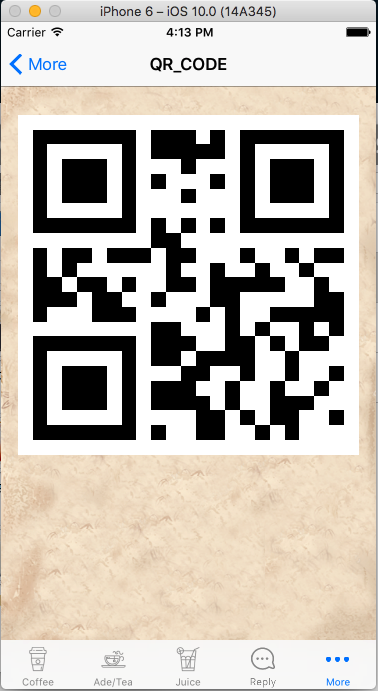 iPhone 6 – iOS 10.0 (14A345)
Carrier 4:13 PM
More QR_CODE
Coffee Ade/Tea Juice Reply More